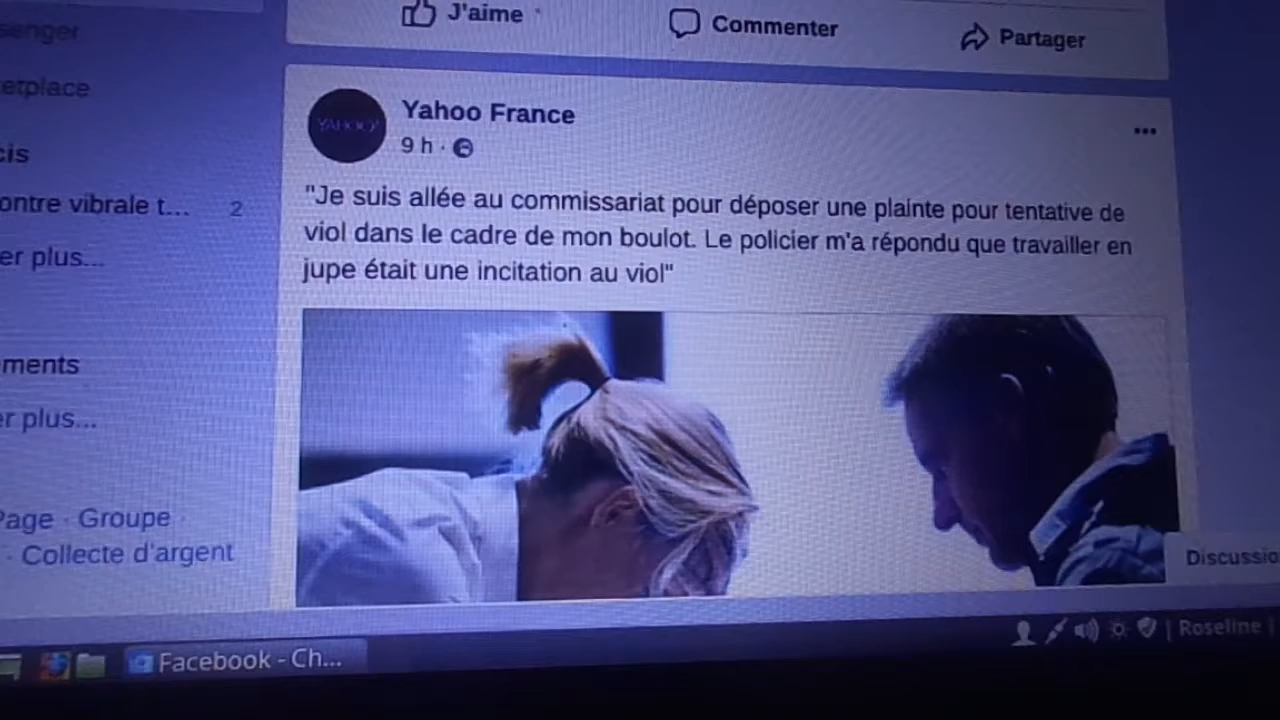 senger
J'aime
Commenter
Partager
etplace
cis
ontre vibrale t... 2
er plus...
Yahoo France
YAHOO!
9 h ·
"Je suis allée au commissariat pour déposer une plainte pour tentative de
viol dans le cadre de mon boulot. Le policier m'a répondu que travailler en
jupe était une incitation au viol"
ments
er plus...
Page · Groupe ·
· Collecte d'argent
Discussio
Facebook - Ch...
| Roseline |